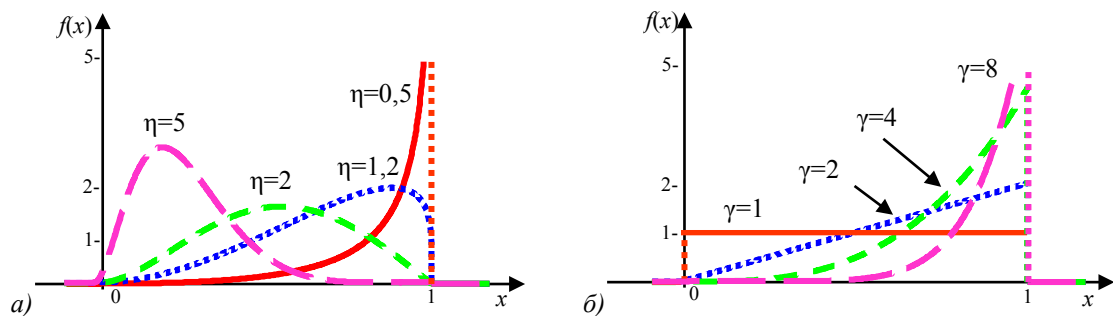 f(x)
5-
2-
1-
η=5
η=2
η=1,2
η=0,5
0
1
x
а)
f(x)
5-
2-
1-
γ=1
γ=2
γ=4
γ=8
0
1
x
б)